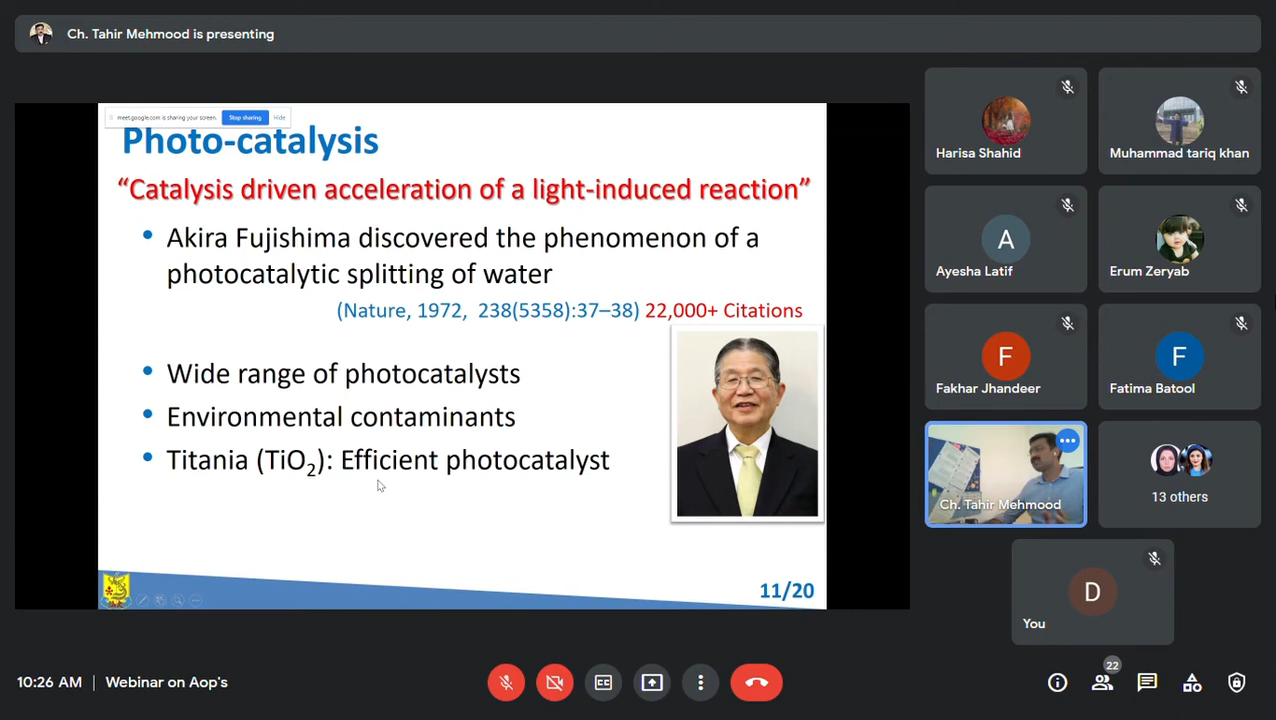 Ch. Tahir Mehmood is presenting
meet.google.com is sharing your screen.
Stop sharing
Hide
Photo-catalysis
“Catalysis driven acceleration of a light-induced reaction”
• Akira Fujishima discovered the phenomenon of a
photocatalytic splitting of water
(Nature, 1972, 238(5358):37–38) 22,000+ Citations
• Wide range of photocatalysts
• Environmental contaminants
• Titania (TiO₂): Efficient photocatalyst
11/20
Harisa Shahid
Muhammad tariq khan
A
Ayesha Latif
Erum Zeryab
F
Fakhar Jhandeer
F
Fatima Batool
Ch. Tahir Mehmood
13 others
D
You
10:26 AM | Webinar on Aop's
CC
22